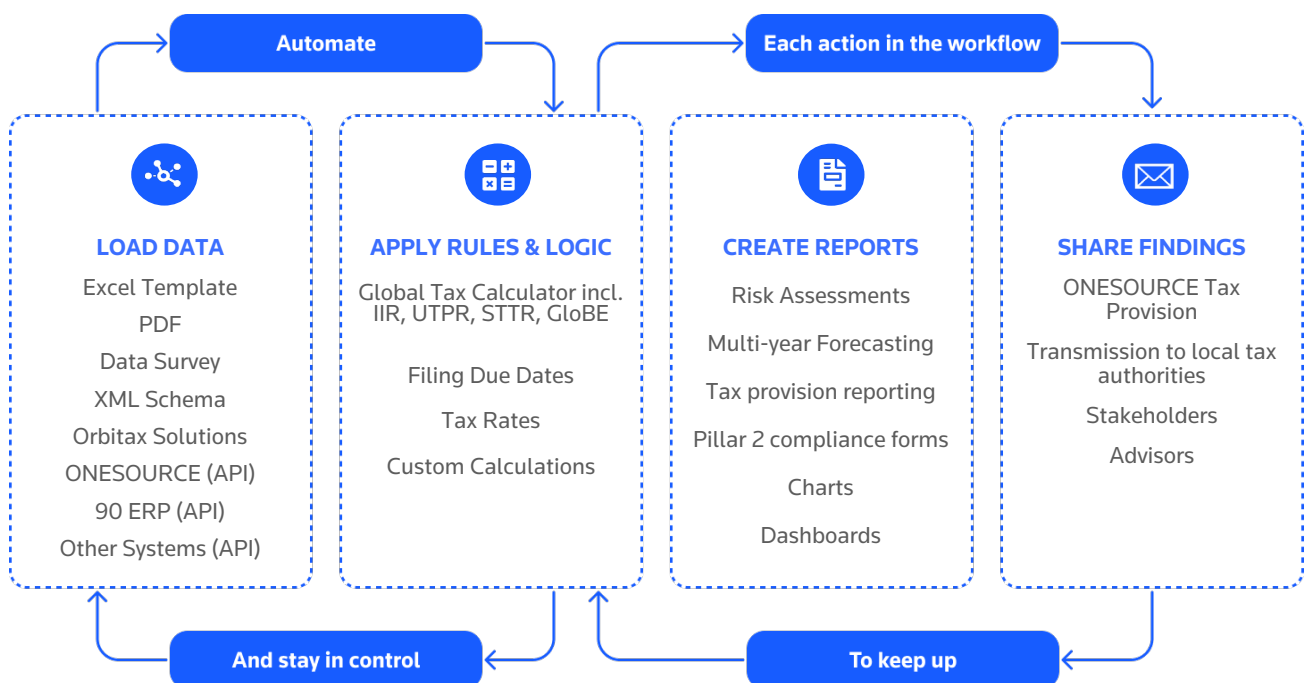 Automate
Each action in the workflow
LOAD DATA
Excel Template
PDF
Data Survey
XML Schema
Orbitax Solutions
ONESOURCE (API)
90 ERP (API)
Other Systems (API)
APPLY RULES & LOGIC
Global Tax Calculator incl.
IIR, UTPR, STTR, GloBE
Filing Due Dates
Tax Rates
Custom Calculations
CREATE REPORTS
Risk Assessments
Multi-year Forecasting
Tax provision reporting
Pillar 2 compliance forms
Charts
Dashboards
SHARE FINDINGS
ONESOURCE Tax
Provision
Transmission to local tax
authorities
Stakeholders
Advisors
And stay in control
To keep up